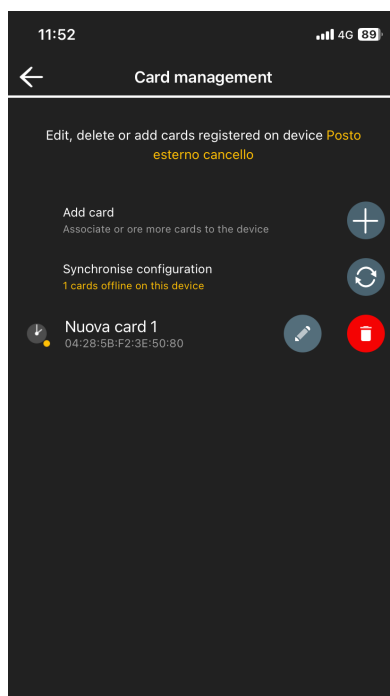 11:52
4G 89
Card management
Edit, delete or add cards registered on device Posto
esterno cancello
Add card
Associate or ore more cards to the device
Synchronise configuration
1 cards offline on this device
Nuova card 1
04:28:5B:F2:3E:50:80